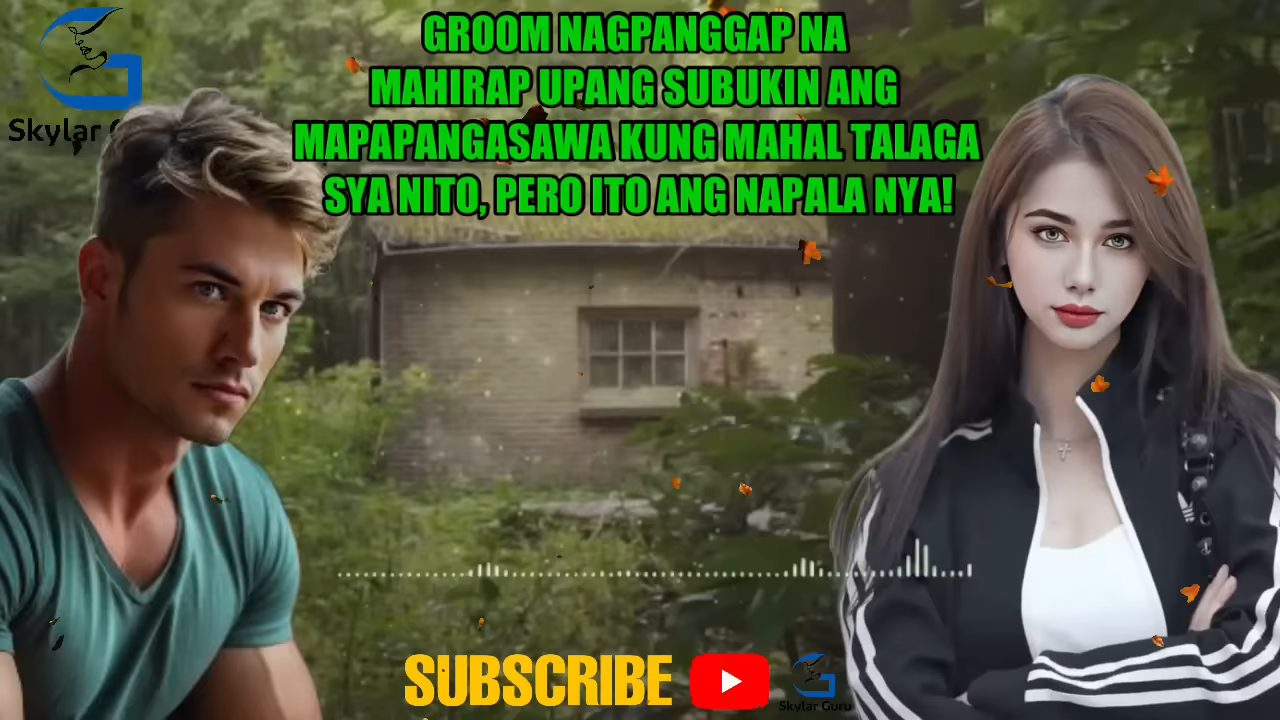 GROOM NAGPANGGAP NA
MAHIRAP UPANG SUBUKIN ANG
MAPAPANGASAWA KUNG MAHAL TALAGA
SYA NITO, PERO ITO ANG NAPALA NYA!
Skylar G
SUBSCRIBE
Skylar Guru